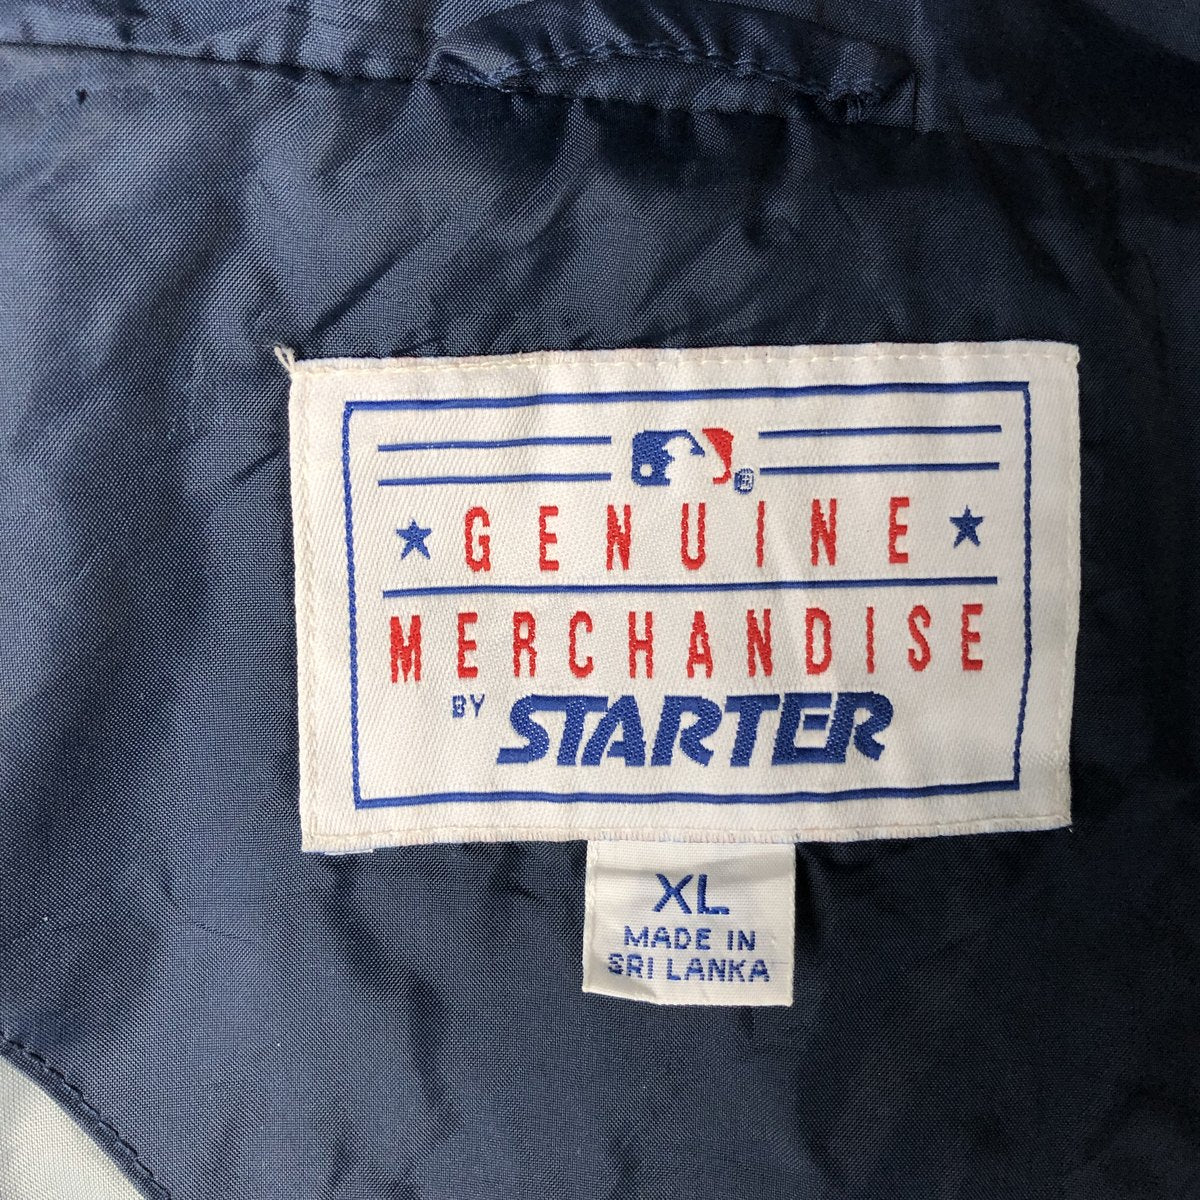 GENUINE
MERCHANDISE
BY STARTER
XL
MADE IN
SRI LANKA